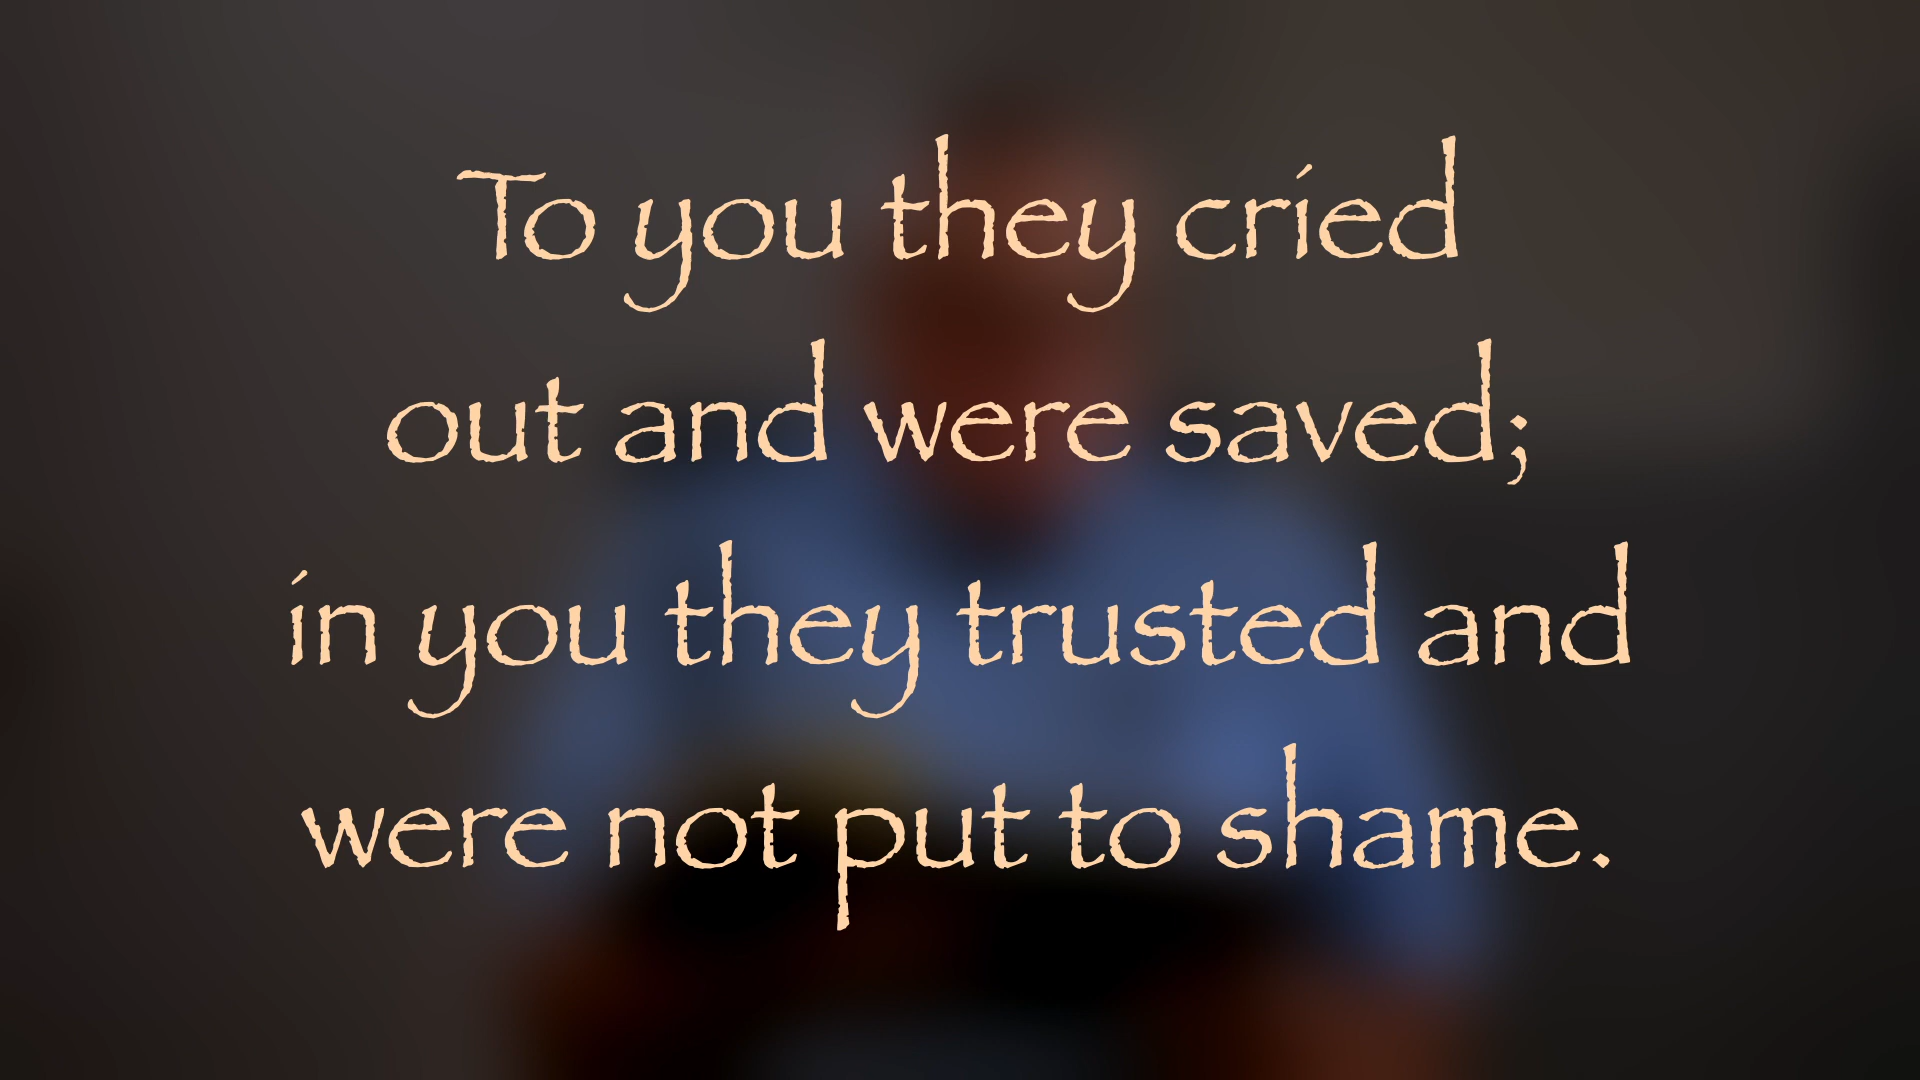 To you they cried
out and were saved;
in you they trusted and
were not put to shame.